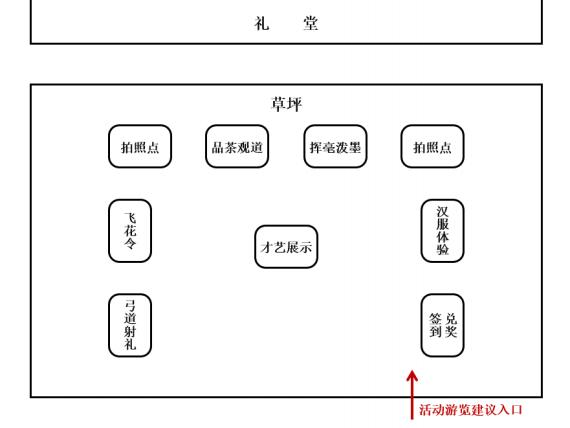 礼 堂
草坪
拍照点
品茶观道
挥毫泼墨
拍照点
飞花令
才艺展示
汉服体验
弓道射礼
签到
兑奖
活动游览建议入口